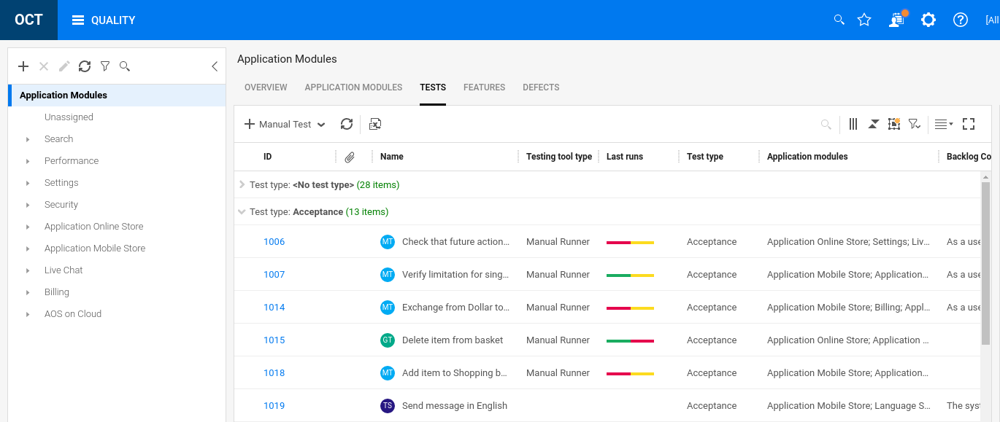 OCT
QUALITY
[All
Application Modules
Unassigned
Search
Performance
Settings
Security
Application Online Store
Application Mobile Store
Live Chat
Billing
AOS on Cloud
Application Modules
OVERVIEW APPLICATION MODULES TESTS FEATURES DEFECTS
Manual Test
ID Name Testing tool type Last runs Test type Application modules Backlog Co
Test type: <No test type> (28 items)
Test type: Acceptance (13 items)
1006 MT Check that future action... Manual Runner Acceptance Application Online Store; Settings; Liv... As a use
1007 MT Verify limitation for sing... Manual Runner Acceptance Application Mobile Store; Application... As a use
1014 MT Exchange from Dollar to... Manual Runner Acceptance Application Mobile Store; Billing; Appl... As a use
1015 GT Delete item from basket Manual Runner Acceptance Application Online Store; Application ...
1018 MT Add item to Shopping b... Manual Runner Acceptance Application Mobile Store; Application...
1019 TS Send message in English Acceptance Application Mobile Store; Language S... The syst